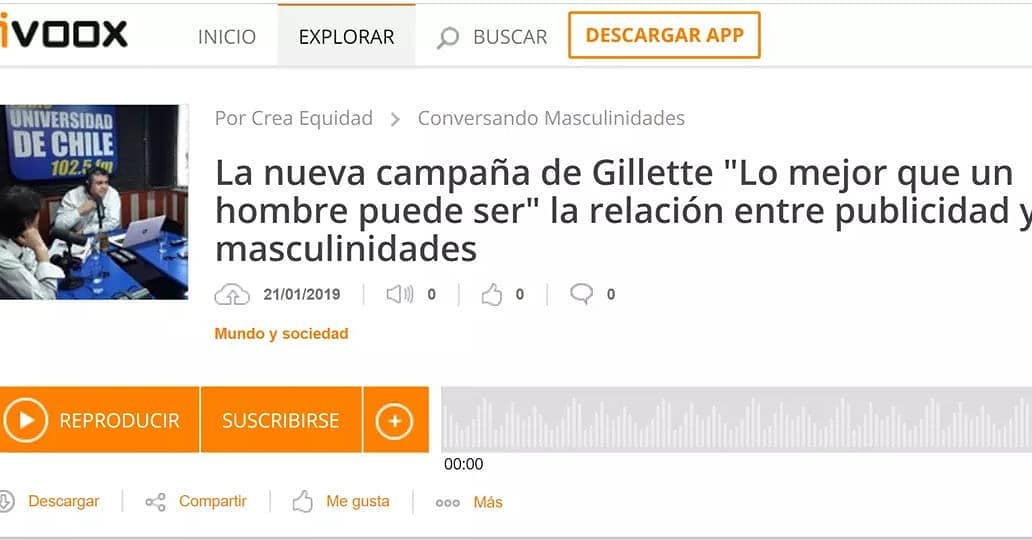 ivoox
INICIO
EXPLORAR
BUSCAR
DESCARGAR APP
UNIVERSIDAD
DE CHILE
102.5 fm
Por Crea Equidad
Conversando Masculinidades
La nueva campaña de Gillette "Lo mejor que un
hombre puede ser" la relación entre publicidad y
masculinidades
21/01/2019
0
0
0
Mundo y sociedad
REPRODUCIR
SUSCRIBIRSE
00:00
Descargar
Compartir
Me gusta
Más